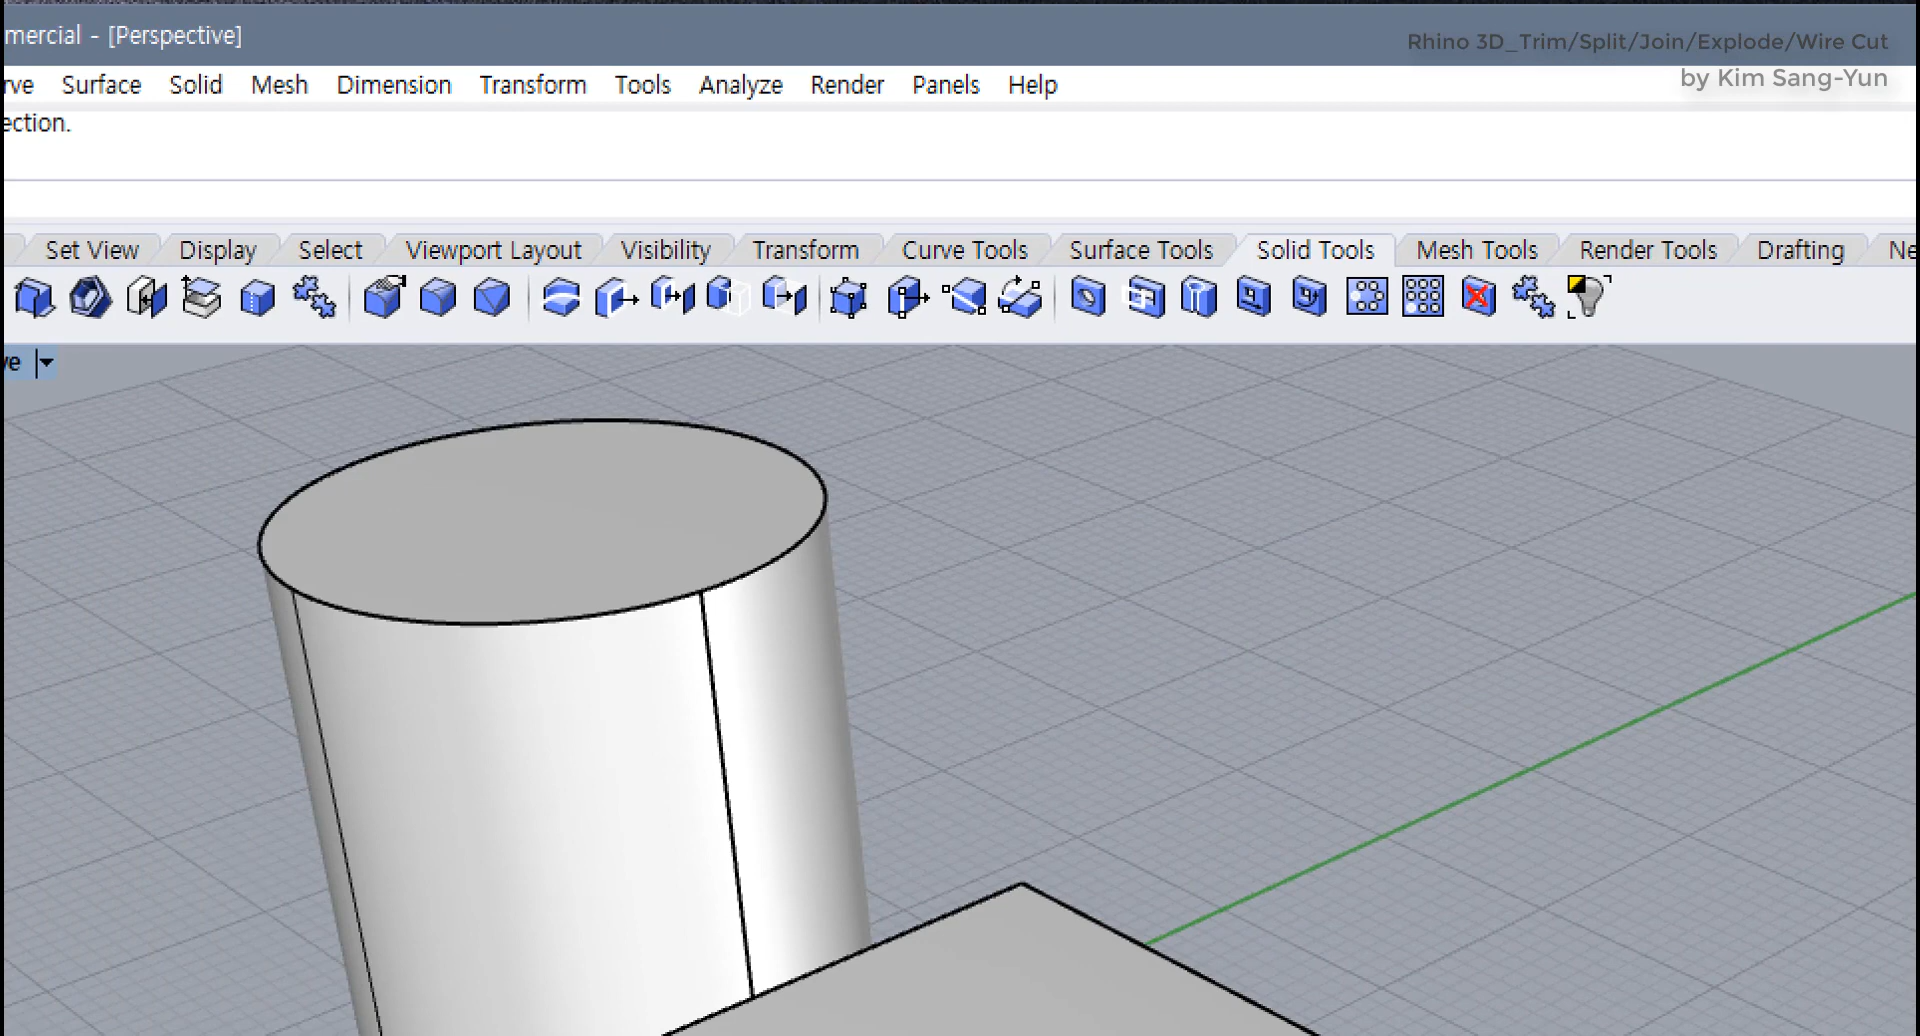 mercial - [Perspective]
Rhino 3D_Trim/Split/Join/Explode/Wire Cut
by Kim Sang-Yun
rve Surface Solid Mesh Dimension Transform Tools Analyze Render Panels Help
ection.
Set View Display Select Viewport Layout Visibility Transform Curve Tools Surface Tools Solid Tools Mesh Tools Render Tools Drafting Ne
ve